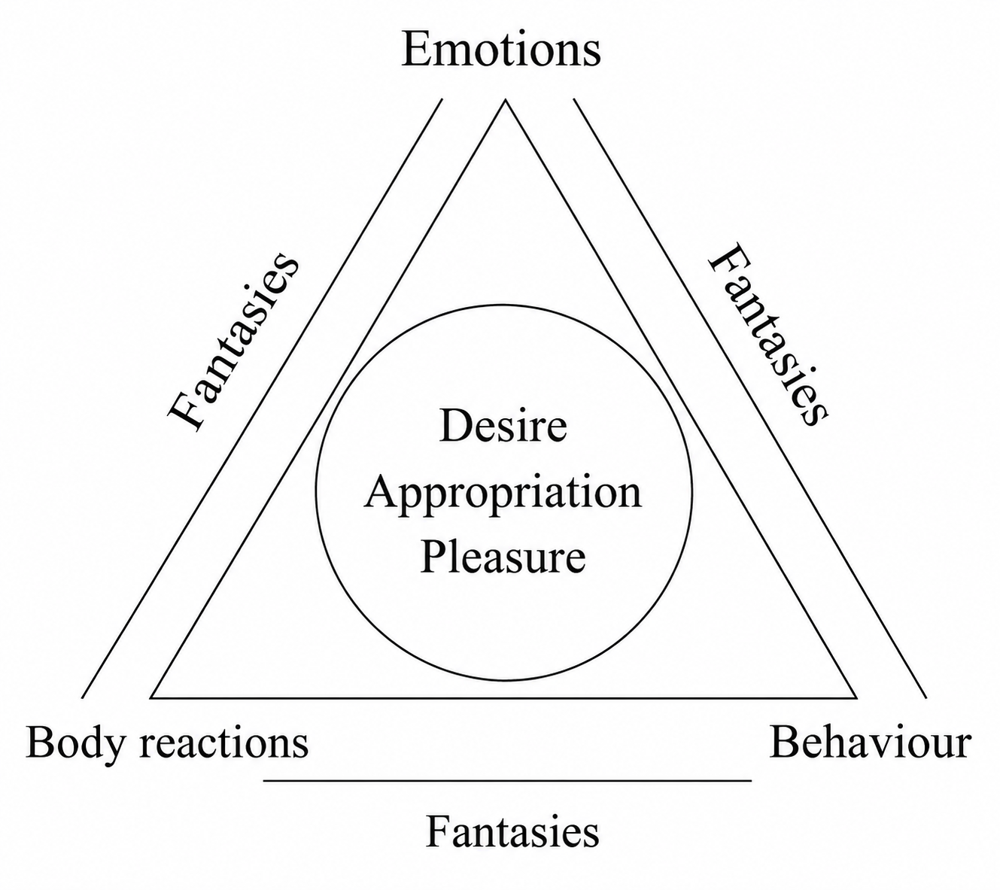 Emotions
Fantasies
Fantasies
Desire
Appropriation
Pleasure
Body reactions
Behaviour
Fantasies